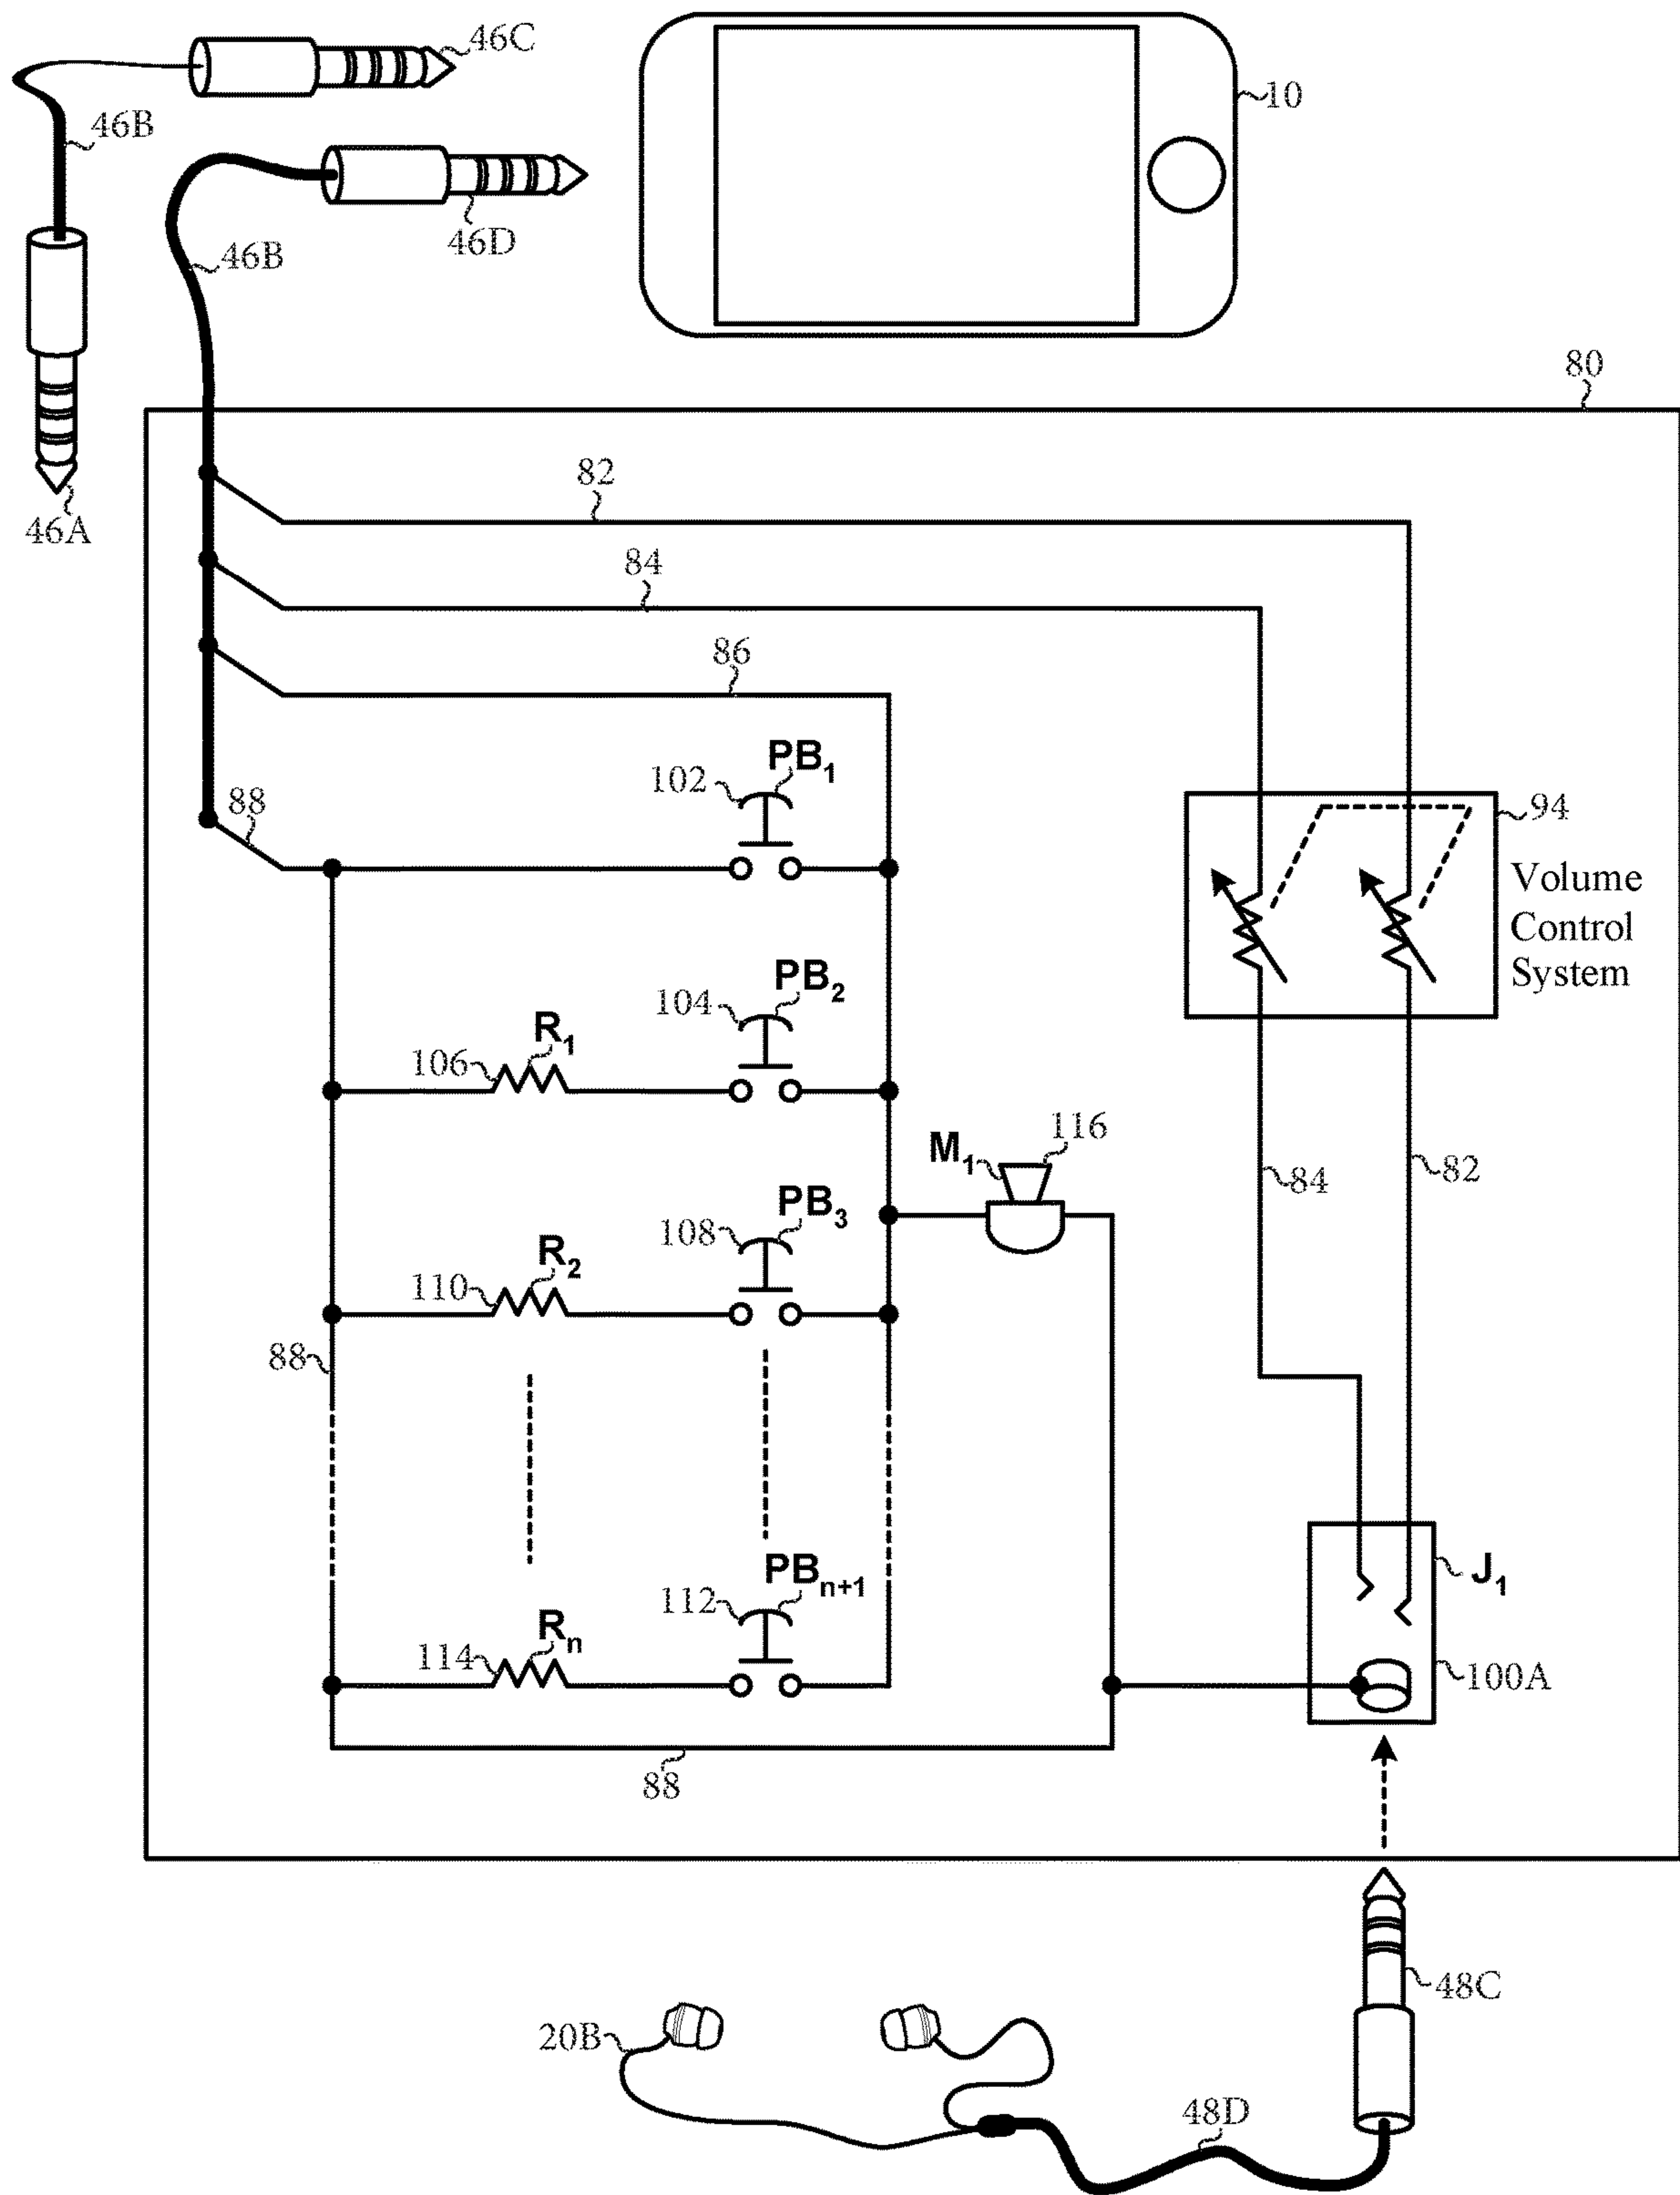 46C
10
46B
46D
46B
80
46A
82
84
86
PB1
102
88
94
Volume
Control
System
PB2
104
R1
106
M1
116
84
82
PB3
108
R2
110
88
PBn+1
112
J1
Rn
114
100A
88
48C
20B
48D